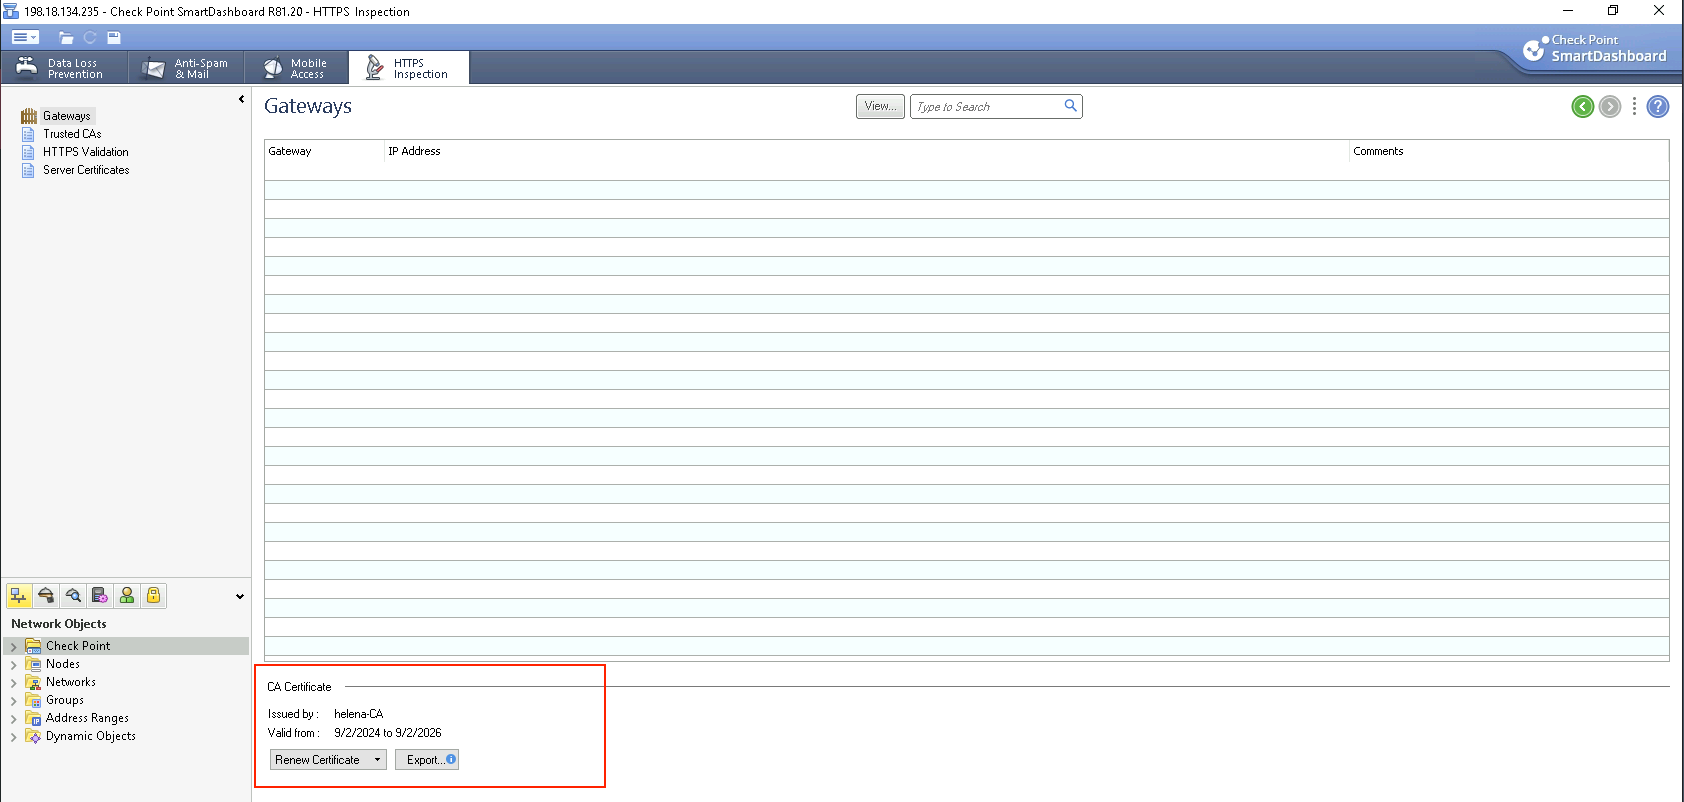 198.18.134.235 - Check Point SmartDashboard R81.20 - HTTPS Inspection
Check Point
SmartDashboard
Data Loss
Prevention
Anti-Spam
& Mail
Mobile
Access
HTTPS
Inspection
Gateways
Trusted CAs
HTTPS Validation
Server Certificates
Gateways
View...
Type to Search
?
Gateway
IP Address
Comments
Network Objects
Check Point
Nodes
Networks
Groups
Address Ranges
Dynamic Objects
CA Certificate
Issued by : helena-CA
Valid from : 9/2/2024 to 9/2/2026
Renew Certificate
Export...